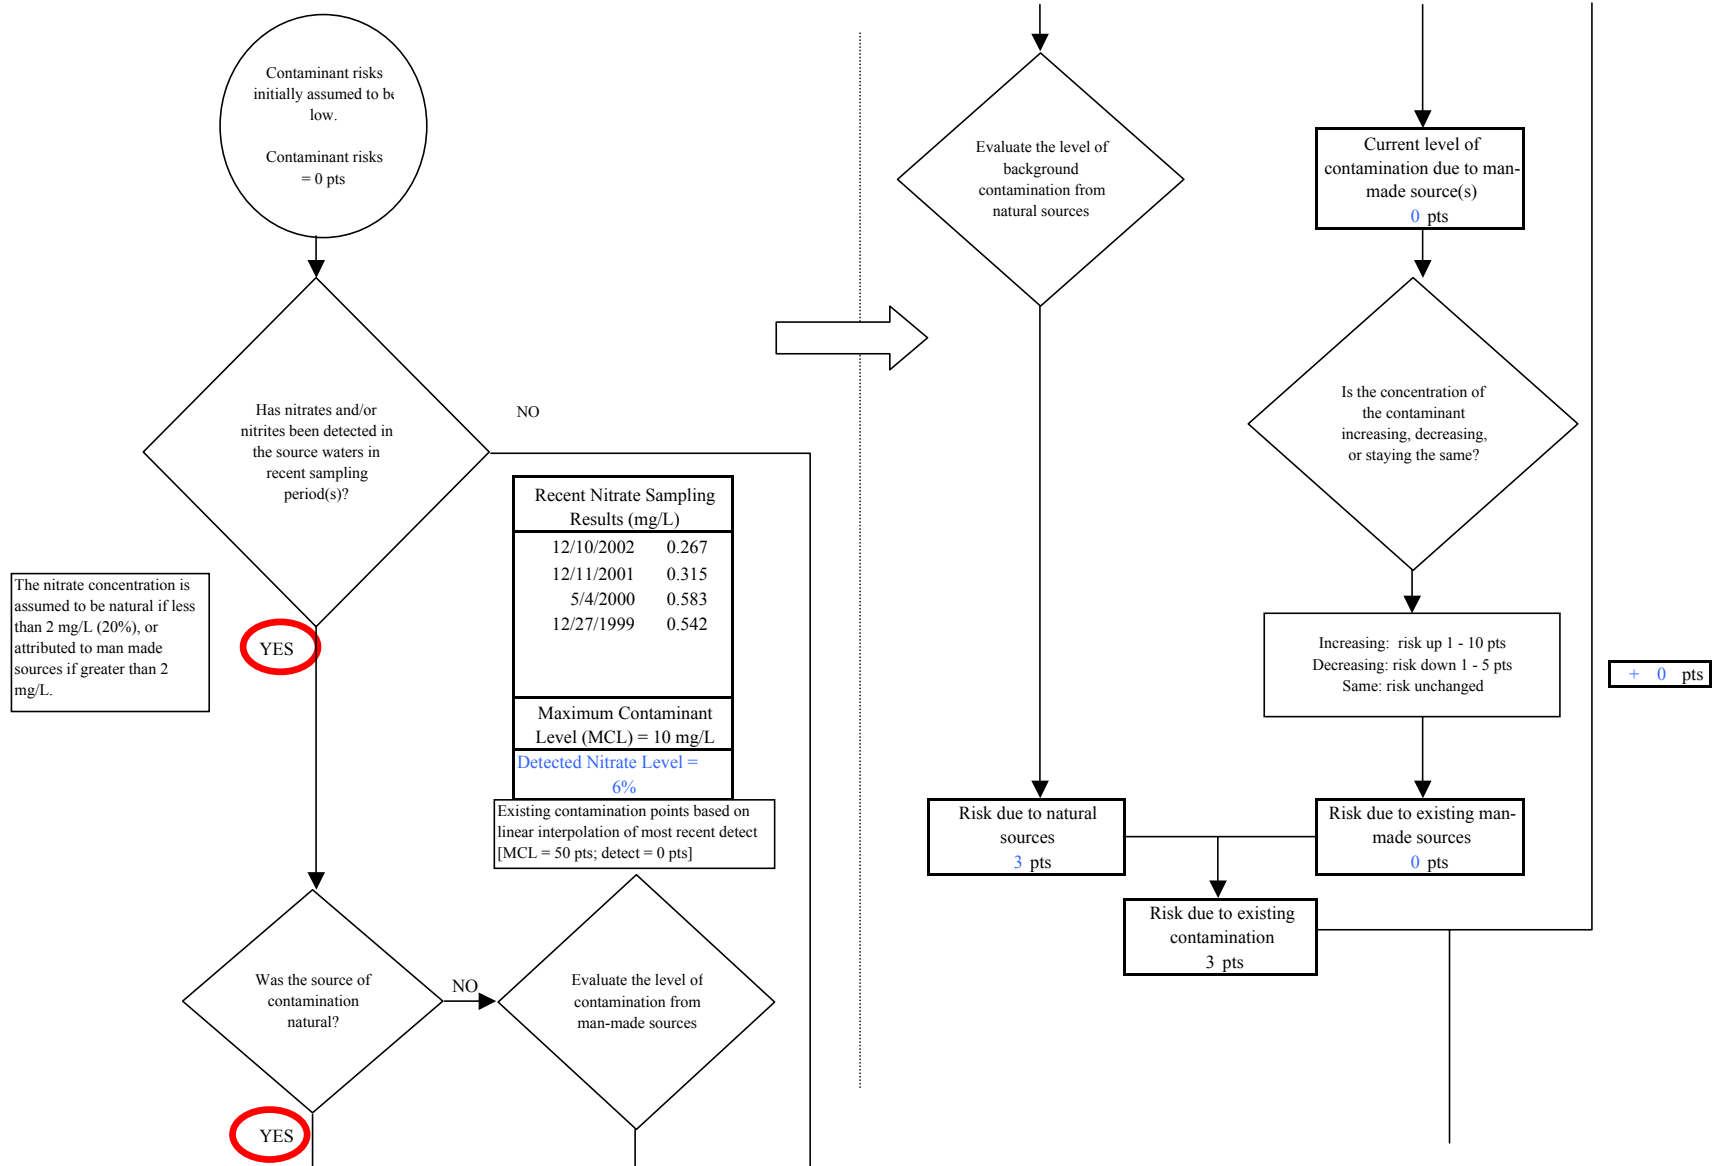 Contaminant risks
initially assumed to be
low.
Contaminant risks
= 0 pts
Has nitrates and/or
nitrites been detected in
the source waters in
recent sampling
period(s)?
NO
Recent Nitrate Sampling
Results (mg/L)
12/10/2002 0.267
12/11/2001 0.315
5/4/2000 0.583
12/27/1999 0.542
Maximum Contaminant
Level (MCL) = 10 mg/L
Detected Nitrate Level =
6%
Existing contamination points based on
linear interpolation of most recent detect
[MCL = 50 pts; detect = 0 pts]
The nitrate concentration is
assumed to be natural if less
than 2 mg/L (20%), or
attributed to man made
sources if greater than 2
mg/L.
YES
Was the source of
contamination
natural?
NO
Evaluate the level of
contamination from
man-made sources
YES
Evaluate the level of
background
contamination from
natural sources
Current level of
contamination due to man-
made source(s)
0 pts
Is the concentration of
the contaminant
increasing, decreasing,
or staying the same?
Increasing: risk up 1 - 10 pts
Decreasing: risk down 1 - 5 pts
Same: risk unchanged
+ 0 pts
Risk due to natural
sources
3 pts
Risk due to existing man-
made sources
0 pts
Risk due to existing
contamination
3 pts